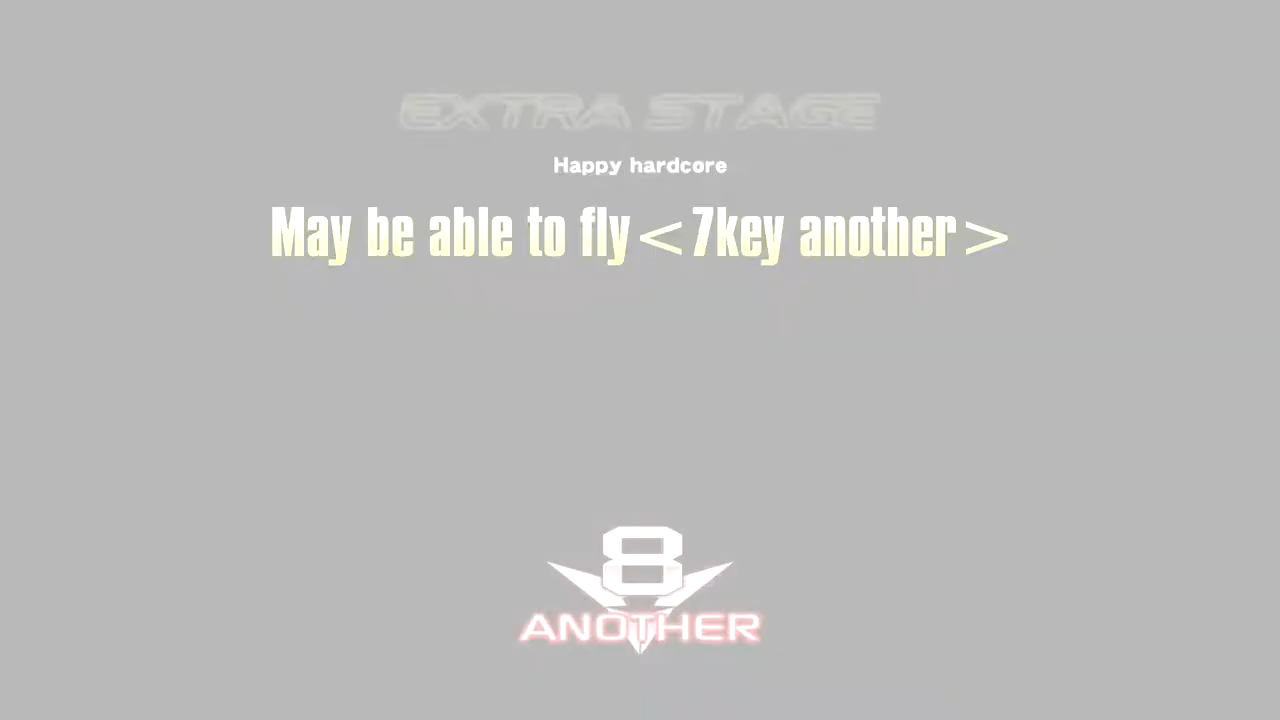 EXTRA STAGE
Happy hardcore
May be able to fly＜7key another＞
8
ANOTHER